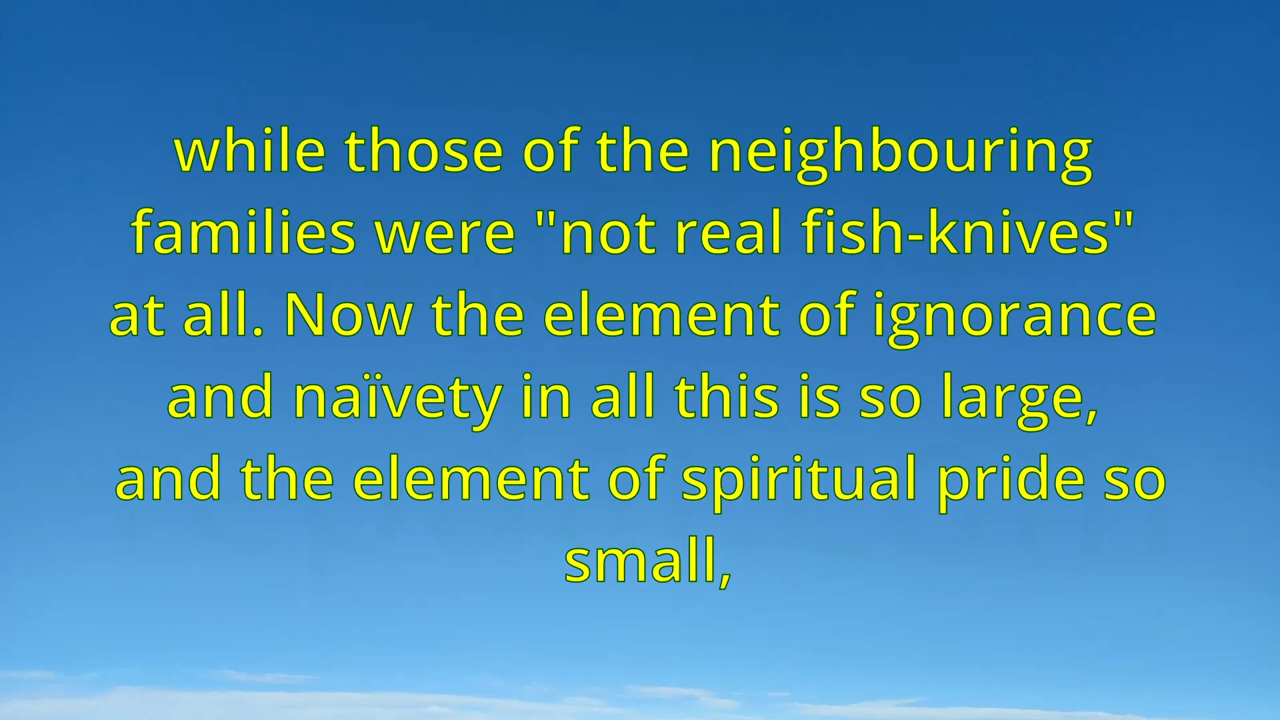 while those of the neighbouring
families were "not real fish-knives"
at all. Now the element of ignorance
and naïvety in all this is so large,
and the element of spiritual pride so
small,